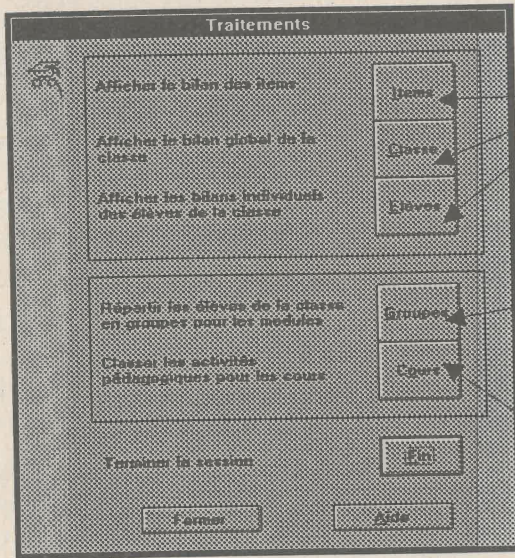 Traitements
Afficher le bilan des items
Items
Afficher le bilan global de la
classe
Classe
Afficher les bilans individuels
des élèves de la classe
Elèves
Répartir les élèves de la classe
en groupes pour les modules
Groupes
Classer les activités
pédagogiques pour les cours
Cours
Terminer la session
Fin
Fermer
Aide